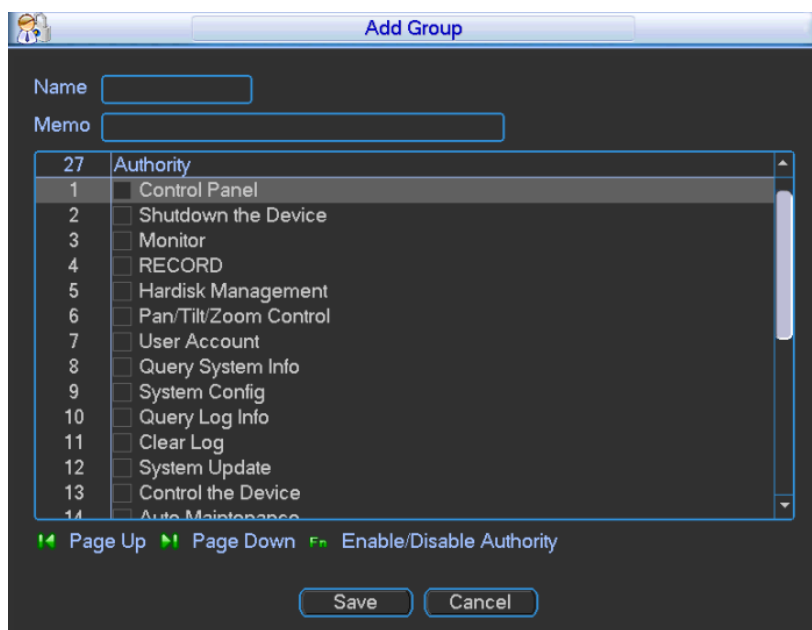 Add Group
Name
Memo
27 Authority
1 Control Panel
2 Shutdown the Device
3 Monitor
4 RECORD
5 Hardisk Management
6 Pan/Tilt/Zoom Control
7 User Account
8 Query System Info
9 System Config
10 Query Log Info
11 Clear Log
12 System Update
13 Control the Device
14 Auto Maintenance
Page Up Page Down Fn Enable/Disable Authority
Save Cancel